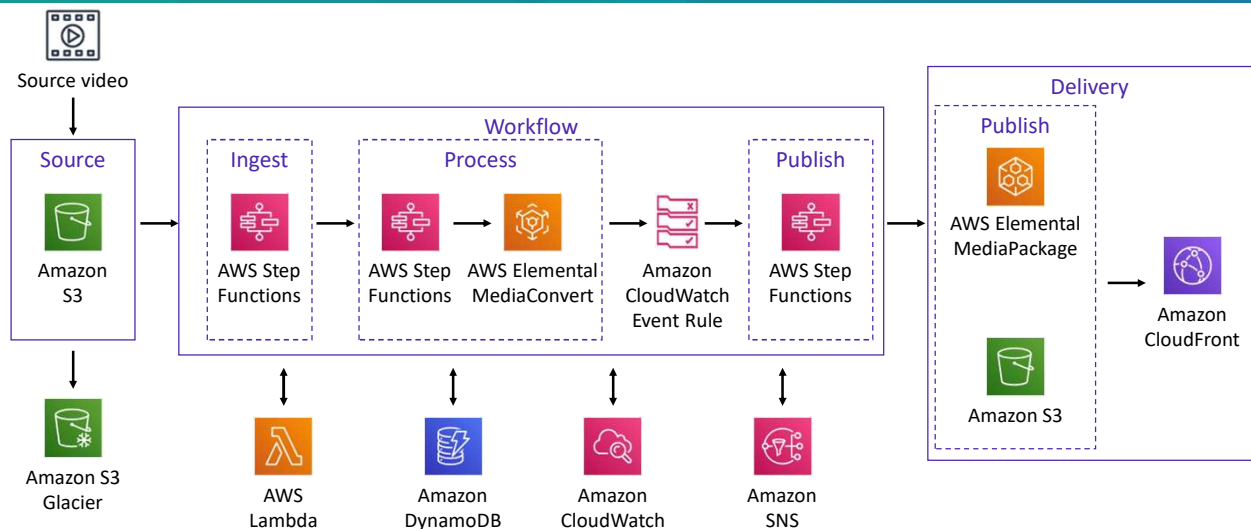 Source video
Source
Amazon
S3
Amazon S3
Glacier
Workflow
Ingest
AWS Step
Functions
Process
AWS Step
Functions
AWS Elemental
MediaConvert
Amazon
CloudWatch
Event Rule
Publish
AWS Step
Functions
AWS
Lambda
Amazon
DynamoDB
Amazon
CloudWatch
Amazon
SNS
Delivery
Publish
AWS Elemental
MediaPackage
Amazon S3
Amazon
CloudFront